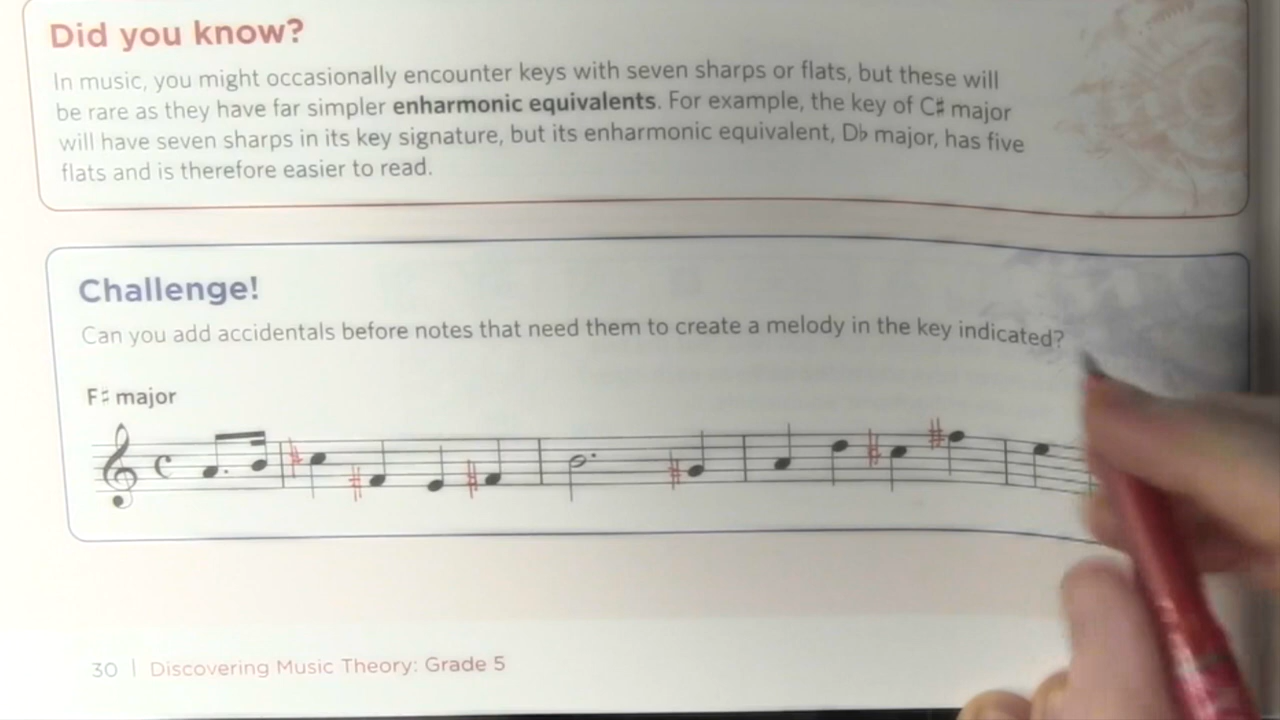 Did you know?
In music, you might occasionally encounter keys with seven sharps or flats, but these will
be rare as they have far simpler enharmonic equivalents. For example, the key of C♯ major
will have seven sharps in its key signature, but its enharmonic equivalent, D♭ major, has five
flats and is therefore easier to read.
Challenge!
Can you add accidentals before notes that need them to create a melody in the key indicated?
F♯ major
30 | Discovering Music Theory: Grade 5